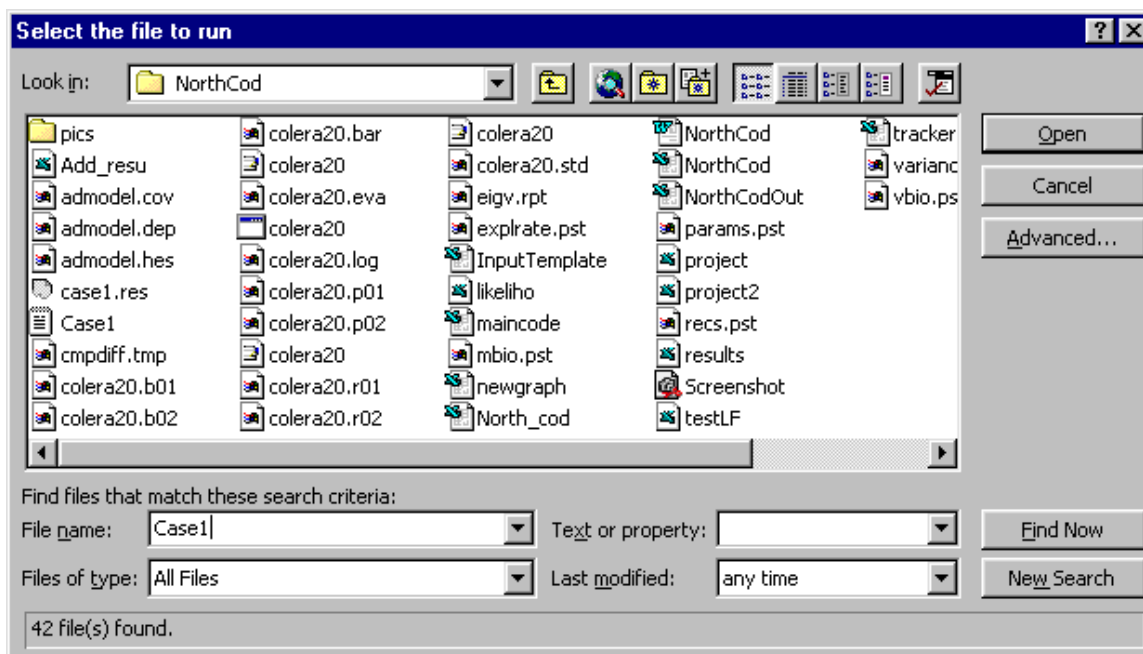 Select the file to run
Look in: NorthCod
pics colera20.bar colera20 NorthCod tracker
Add_resu colera20 colera20.std NorthCod varianc
admodel.cov colera20.eva eigv.rpt NorthCodOut vbio.ps
admodel.dep colera20 explrate.pst params.pst
admodel.hes colera20.log InputTemplate project
case1.res colera20.p01 likeliho project2
Case1 colera20.p02 maincode recs.pst
cmpdiff.tmp colera20 mbio.pst results
colera20.b01 colera20.r01 newgraph Screenshot
colera20.b02 colera20.r02 North_cod testLF
Open
Cancel
Advanced...
Find files that match these search criteria:
File name: Case1 Text or property: Find Now
Files of type: All Files Last modified: any time New Search
42 file(s) found.